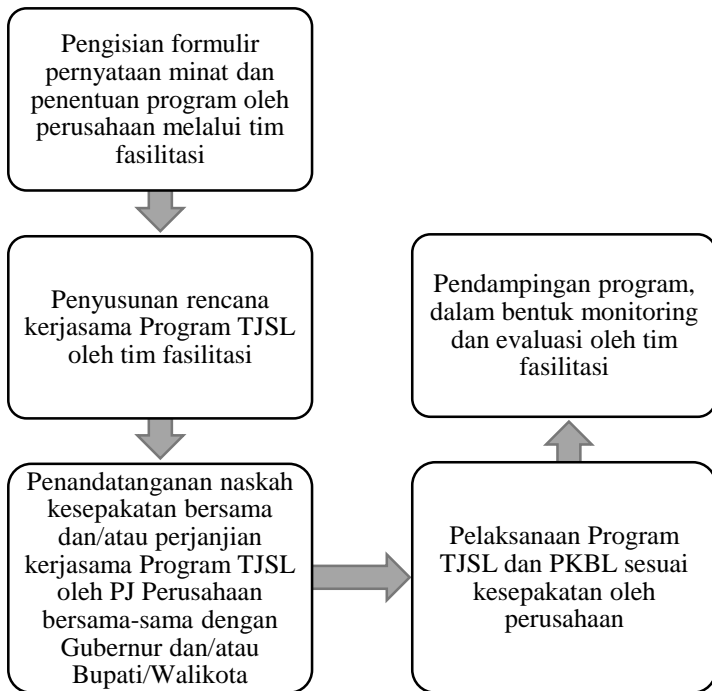 Pengisian formulir
pernyataan minat dan
penentuan program oleh
perusahaan melalui tim
fasilitasi
Penyusunan rencana
kerjasama Program TJSL
oleh tim fasilitasi
Penandatanganan naskah
kesepakatan bersama
dan/atau perjanjian
kerjasama Program TJSL
oleh PJ Perusahaan
bersama-sama dengan
Gubernur dan/atau
Bupati/Walikota
Pelaksanaan Program
TJSL dan PKBL sesuai
kesepakatan oleh
perusahaan
Pendampingan program,
dalam bentuk monitoring
dan evaluasi oleh tim
fasilitasi